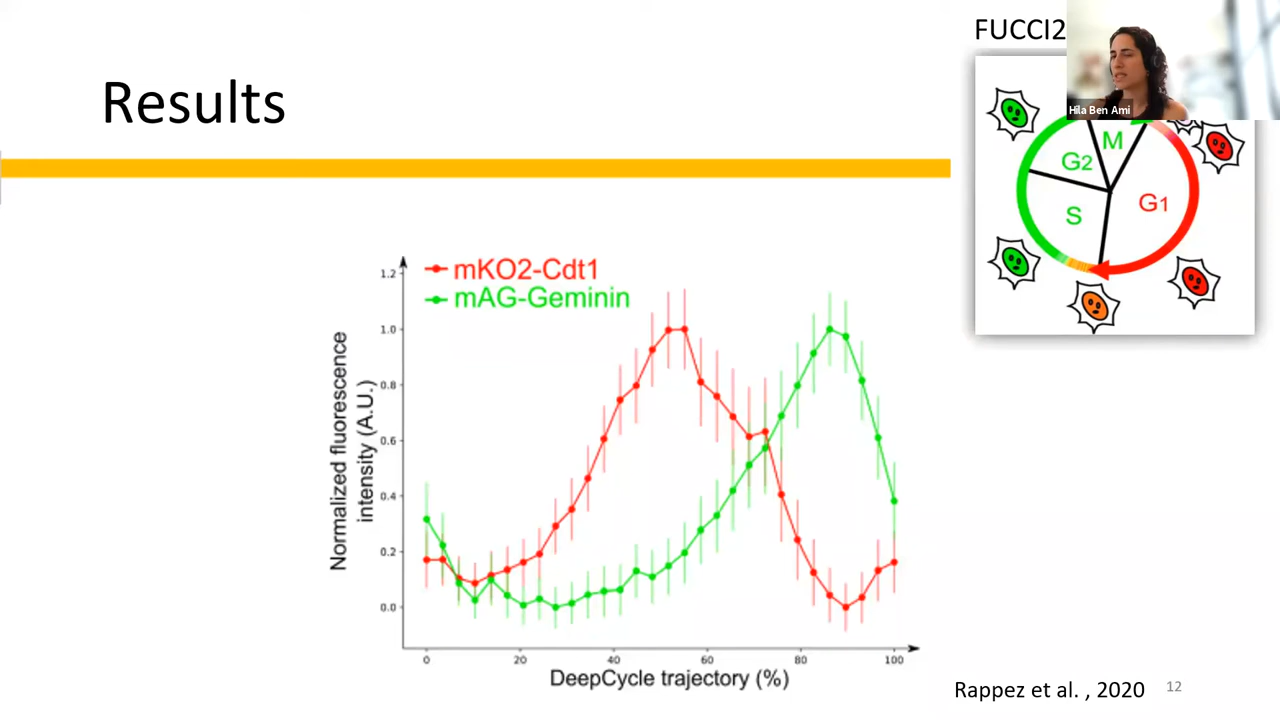 FUCCI2
Hila Ben Ami
Results
M
G2
G1
S
mKO2-Cdt1
mAG-Geminin
1.2
1.0
0.8
0.6
0.4
0.2
0.0
Normalized fluorescence
intensity (A.U.)
0 20 40 60 80 100
DeepCycle trajectory (%)
Rappez et al. , 2020
12